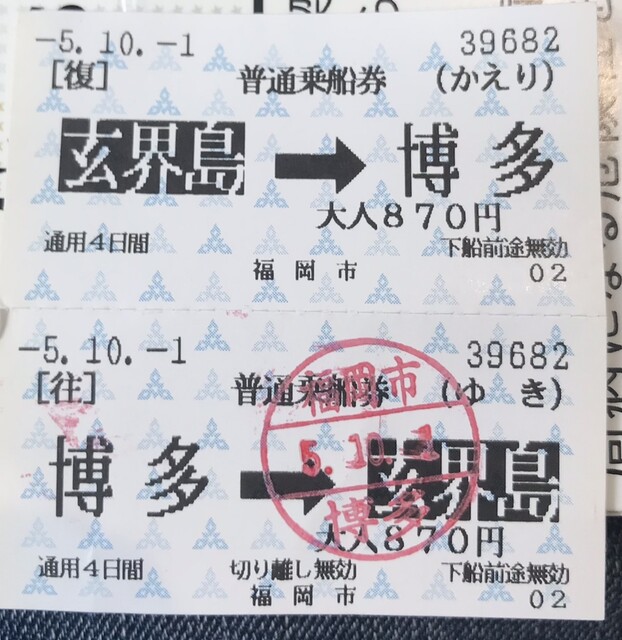 -5.10.-1 39682
[復] 普通乗船券 (かえり)
玄界島 → 博多
大人870円
通用4日間 下船前途無効
福岡市 02
-5.10.-1 39682
[往] 普通乗船券 (ゆき)
博多 → 玄界島
大人870円
通用4日間 切り離し無効 下船前途無効
福岡市 02
福岡市
5.10.-1
博多